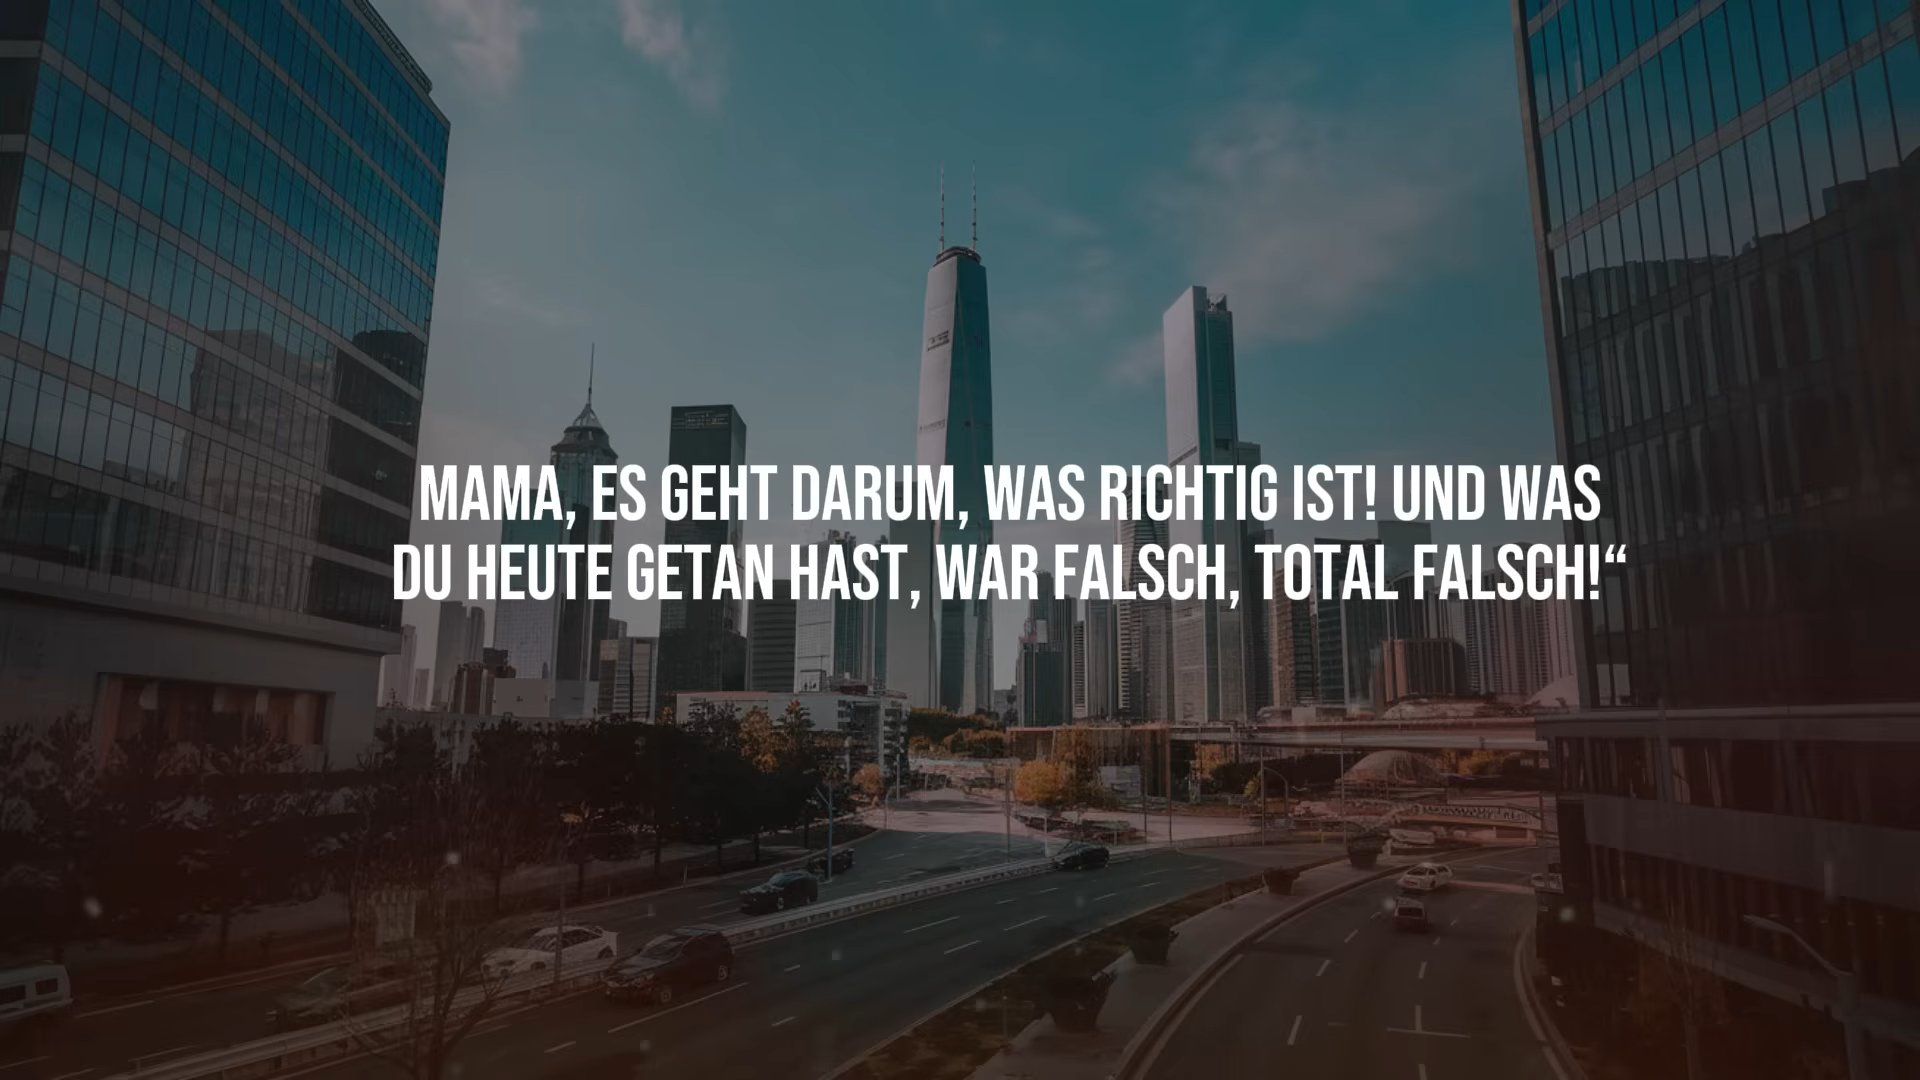 MAMA, ES GEHT DARUM, WAS RICHTIG IST! UND WAS
DU HEUTE GETAN HAST, WAR FALSCH, TOTAL FALSCH!“